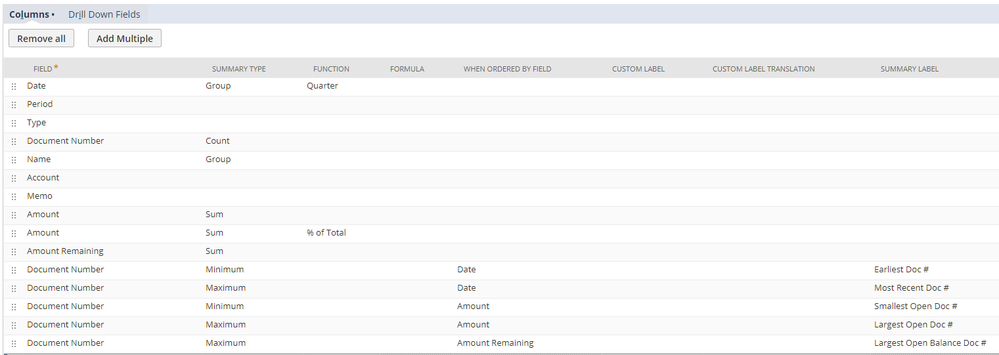 Columns • Drill Down Fields
Remove all Add Multiple
FIELD * SUMMARY TYPE FUNCTION FORMULA WHEN ORDERED BY FIELD CUSTOM LABEL CUSTOM LABEL TRANSLATION SUMMARY LABEL
Date Group Quarter
Period
Type
Document Number Count
Name Group
Account
Memo
Amount Sum
Amount Sum % of Total
Amount Remaining Sum
Document Number Minimum Date Earliest Doc #
Document Number Maximum Date Most Recent Doc #
Document Number Minimum Amount Smallest Open Doc #
Document Number Maximum Amount Largest Open Doc #
Document Number Maximum Amount Remaining Largest Open Balance Doc #